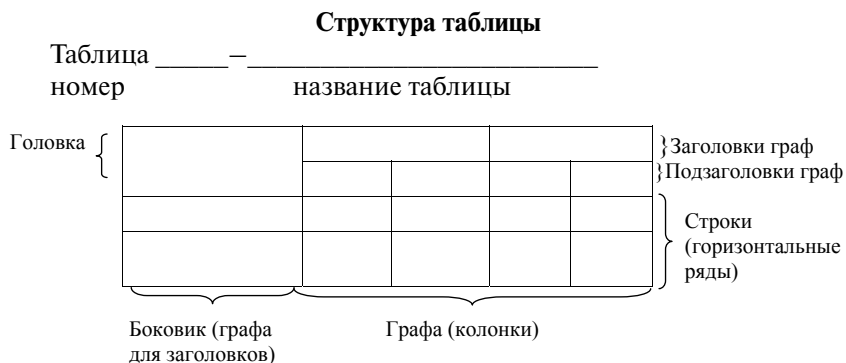 Структура таблицы
Таблица _____–________________________
номер название таблицы
Головка
}Заголовки граф
}Подзаголовки граф
Строки
(горизонтальные
ряды)
Боковик (графа
для заголовков)
Графа (колонки)